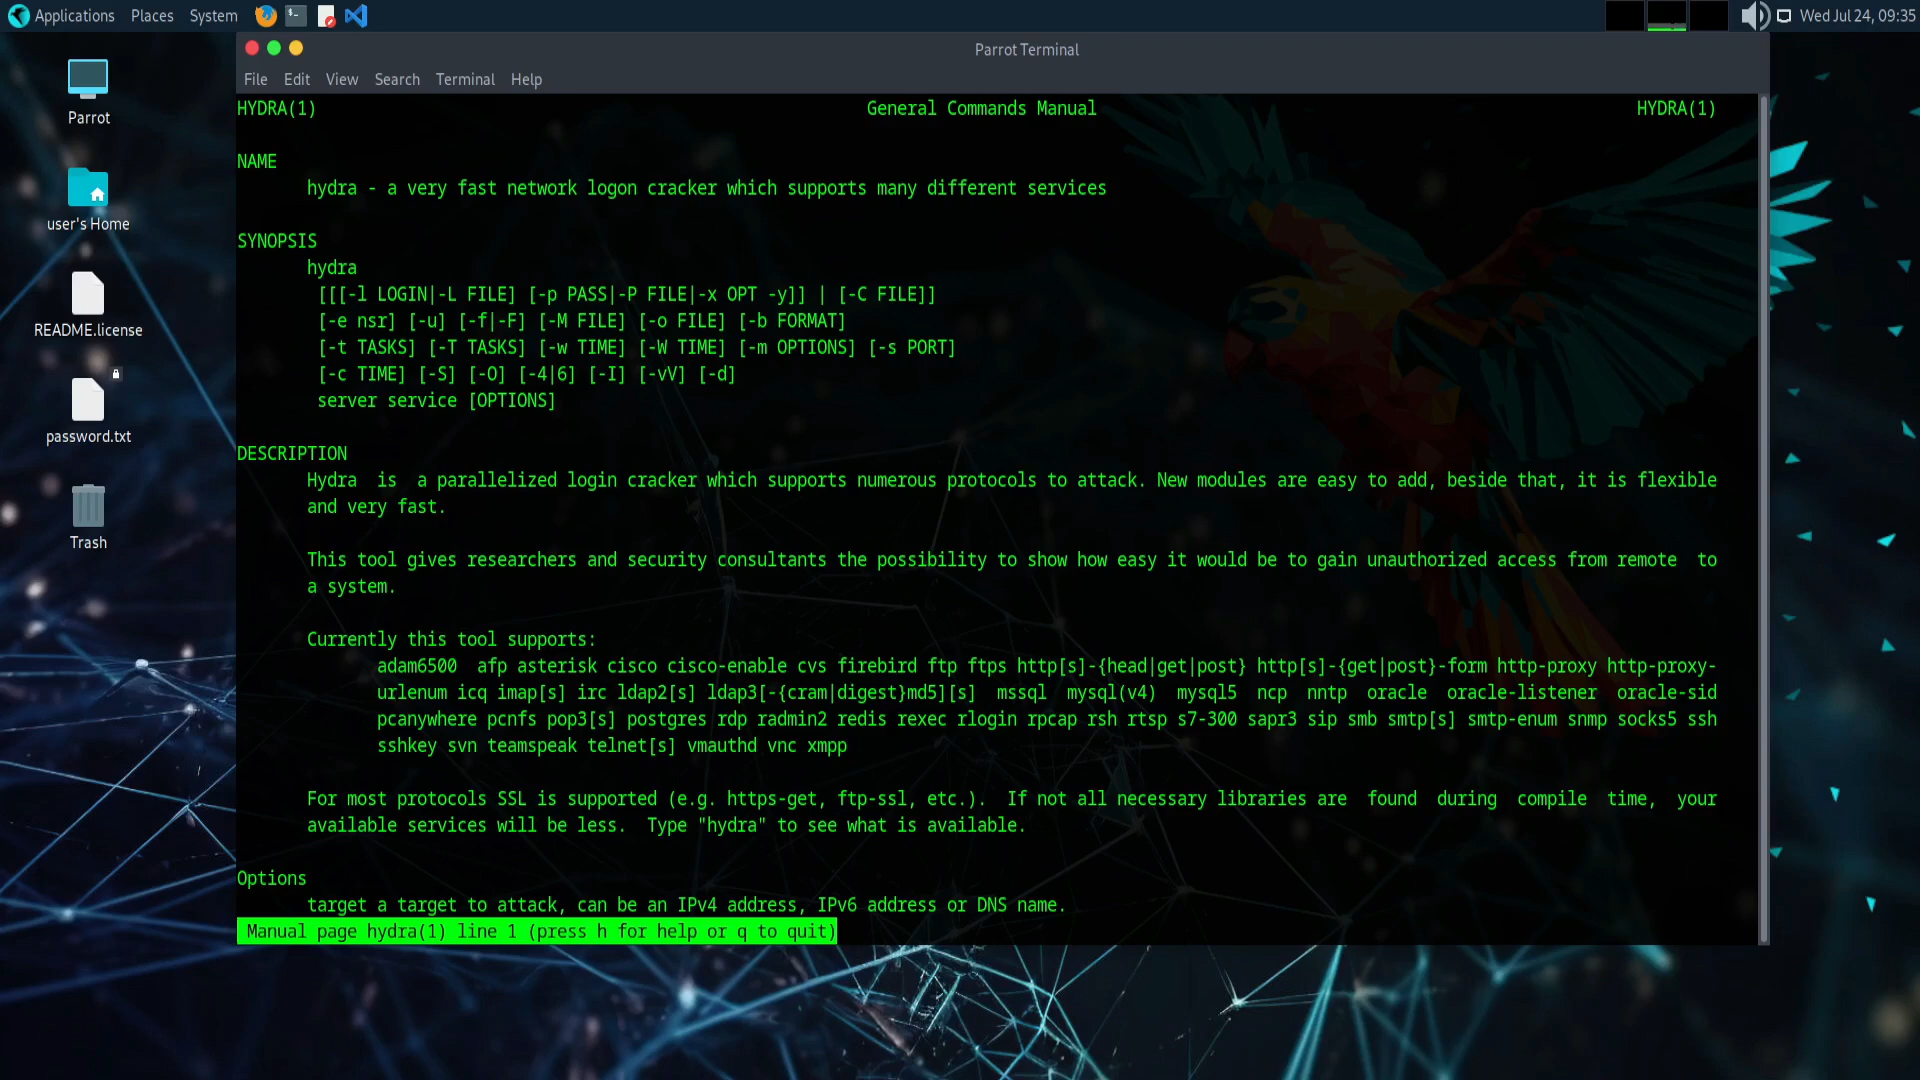 Applications Places System Wed Jul 24, 09:35
Parrot Terminal
File Edit View Search Terminal Help
HYDRA(1) General Commands Manual HYDRA(1)
NAME
hydra - a very fast network logon cracker which supports many different services
SYNOPSIS
hydra
[[[-l LOGIN|-L FILE] [-p PASS|-P FILE|-x OPT -y]] | [-C FILE]]
[-e nsr] [-u] [-f|-F] [-M FILE] [-o FILE] [-b FORMAT]
[-t TASKS] [-T TASKS] [-w TIME] [-W TIME] [-m OPTIONS] [-s PORT]
[-c TIME] [-S] [-O] [-4|6] [-I] [-vV] [-d]
server service [OPTIONS]
DESCRIPTION
Hydra is a parallelized login cracker which supports numerous protocols to attack. New modules are easy to add, beside that, it is flexible
and very fast.
This tool gives researchers and security consultants the possibility to show how easy it would be to gain unauthorized access from remote to
a system.
Currently this tool supports:
adam6500 afp asterisk cisco cisco-enable cvs firebird ftp ftps http[s]-{head|get|post} http[s]-{get|post}-form http-proxy http-proxy-
urlenum icq imap[s] irc ldap2[s] ldap3[-{cram|digest}md5][s] mssql mysql(v4) mysql5 ncp nntp oracle oracle-listener oracle-sid
pcanywhere pcnfs pop3[s] postgres rdp radmin2 redis rexec rlogin rpcap rsh rtsp s7-300 sapr3 sip smb smtp[s] smtp-enum snmp socks5 ssh
sshkey svn teamspeak telnet[s] vmauthd vnc xmpp
For most protocols SSL is supported (e.g. https-get, ftp-ssl, etc.). If not all necessary libraries are found during compile time, your
available services will be less. Type "hydra" to see what is available.
Options
target a target to attack, can be an IPv4 address, IPv6 address or DNS name.
Manual page hydra(1) line 1 (press h for help or q to quit)
Parrot
user's Home
README.license
password.txt
Trash